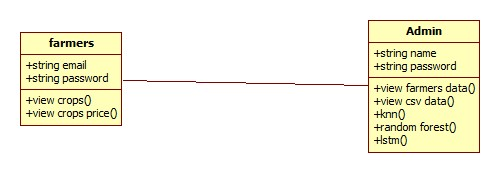 farmers
+string email
+string password
+view crops()
+view crops price()
Admin
+string name
+string password
+view farmers data()
+view csv data()
+knn()
+random forest()
+lstm()